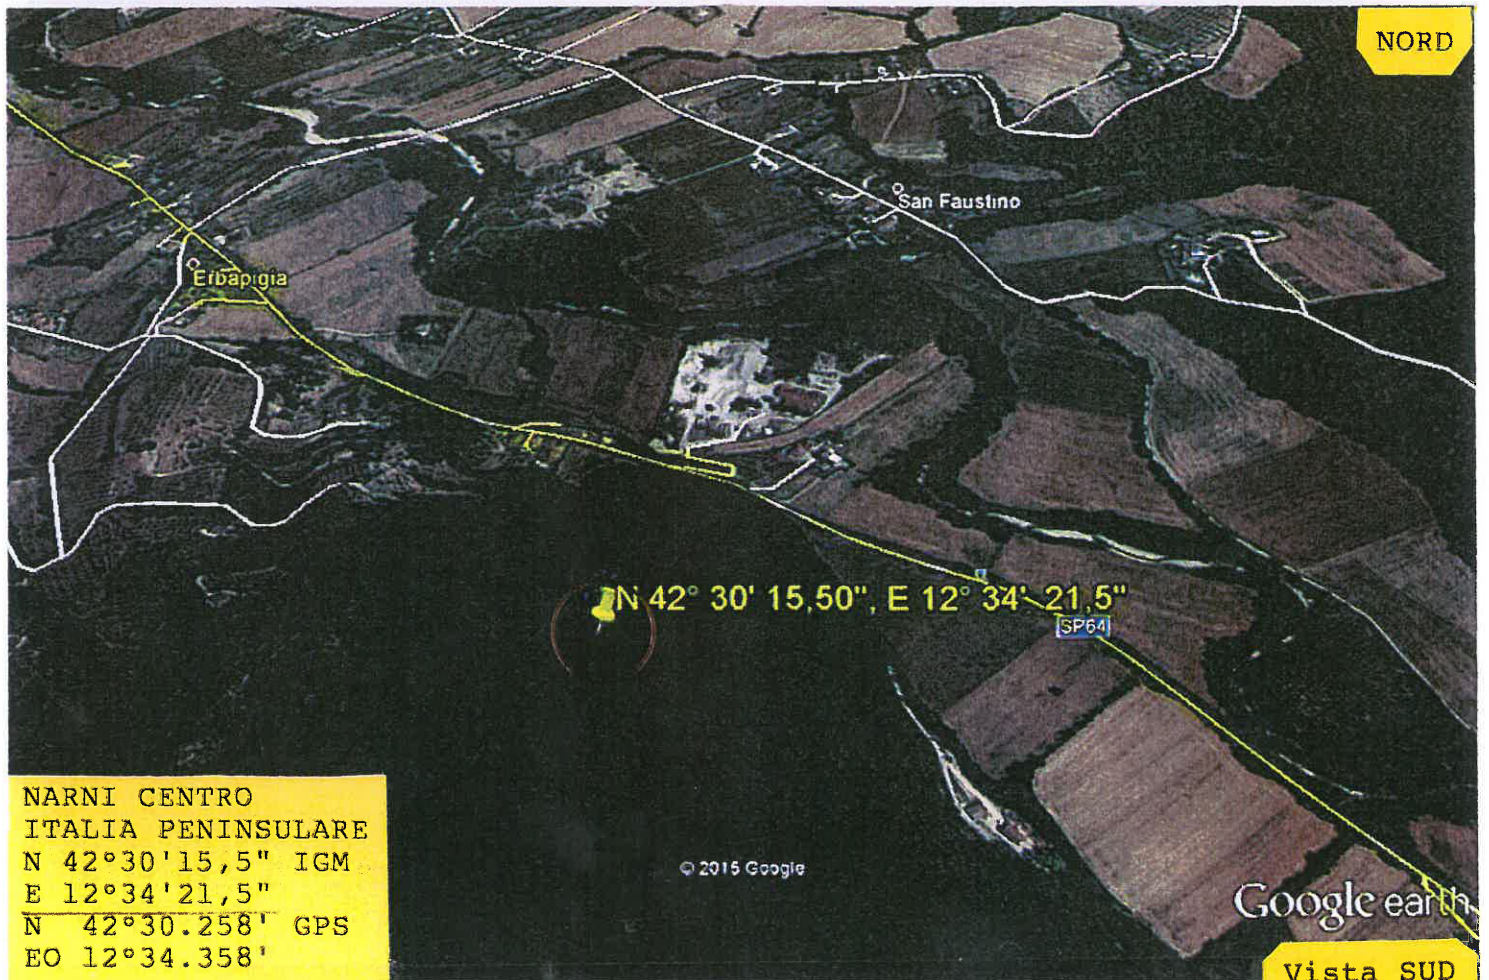 NORD
San Faustino
Erbapigia
N 42° 30' 15,50", E 12° 34' 21,5"
SP64
NARNI CENTRO
ITALIA PENINSULARE
N 42°30'15,5" IGM
E 12°34'21,5"
N 42°30.258' GPS
EO 12°34.358'
© 2015 Google
Google earth
Vista SUD